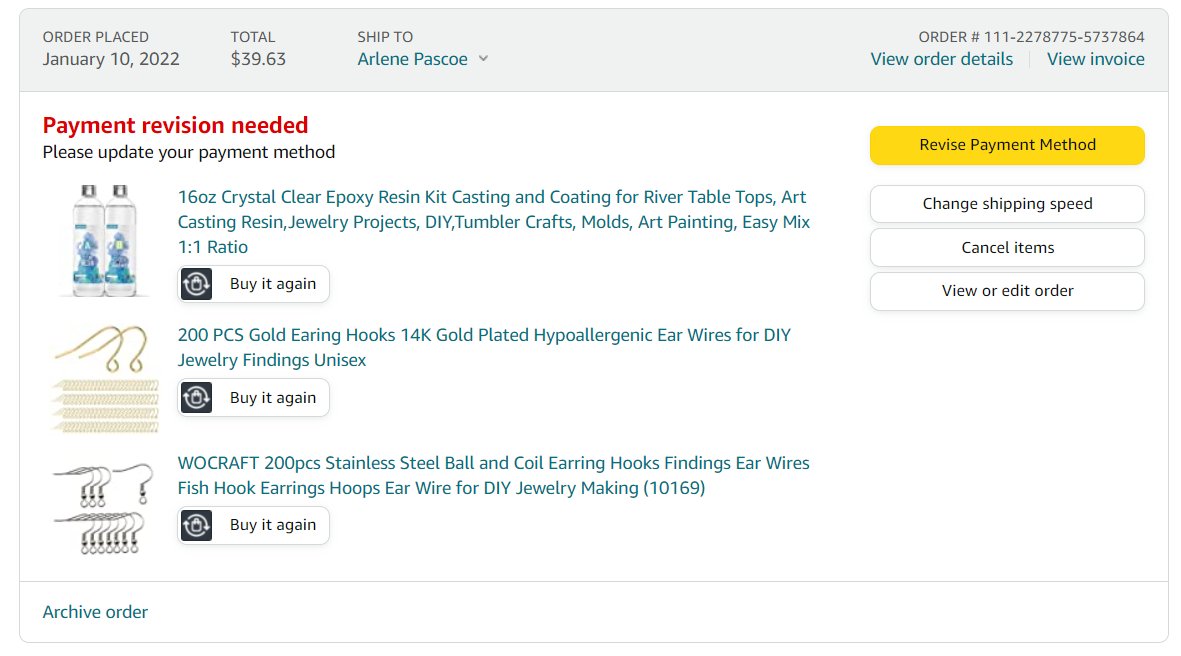 ORDER PLACED
January 10, 2022
TOTAL
$39.63
SHIP TO
Arlene Pascoe
ORDER # 111-2278775-5737864
View order details
View invoice
Payment revision needed
Please update your payment method
16oz Crystal Clear Epoxy Resin Kit Casting and Coating for River Table Tops, Art
Casting Resin,Jewelry Projects, DIY,Tumbler Crafts, Molds, Art Painting, Easy Mix
1:1 Ratio
Buy it again
200 PCS Gold Earing Hooks 14K Gold Plated Hypoallergenic Ear Wires for DIY
Jewelry Findings Unisex
Buy it again
WOCRAFT 200pcs Stainless Steel Ball and Coil Earring Hooks Findings Ear Wires
Fish Hook Earrings Hoops Ear Wire for DIY Jewelry Making (10169)
Buy it again
Revise Payment Method
Change shipping speed
Cancel items
View or edit order
Archive order